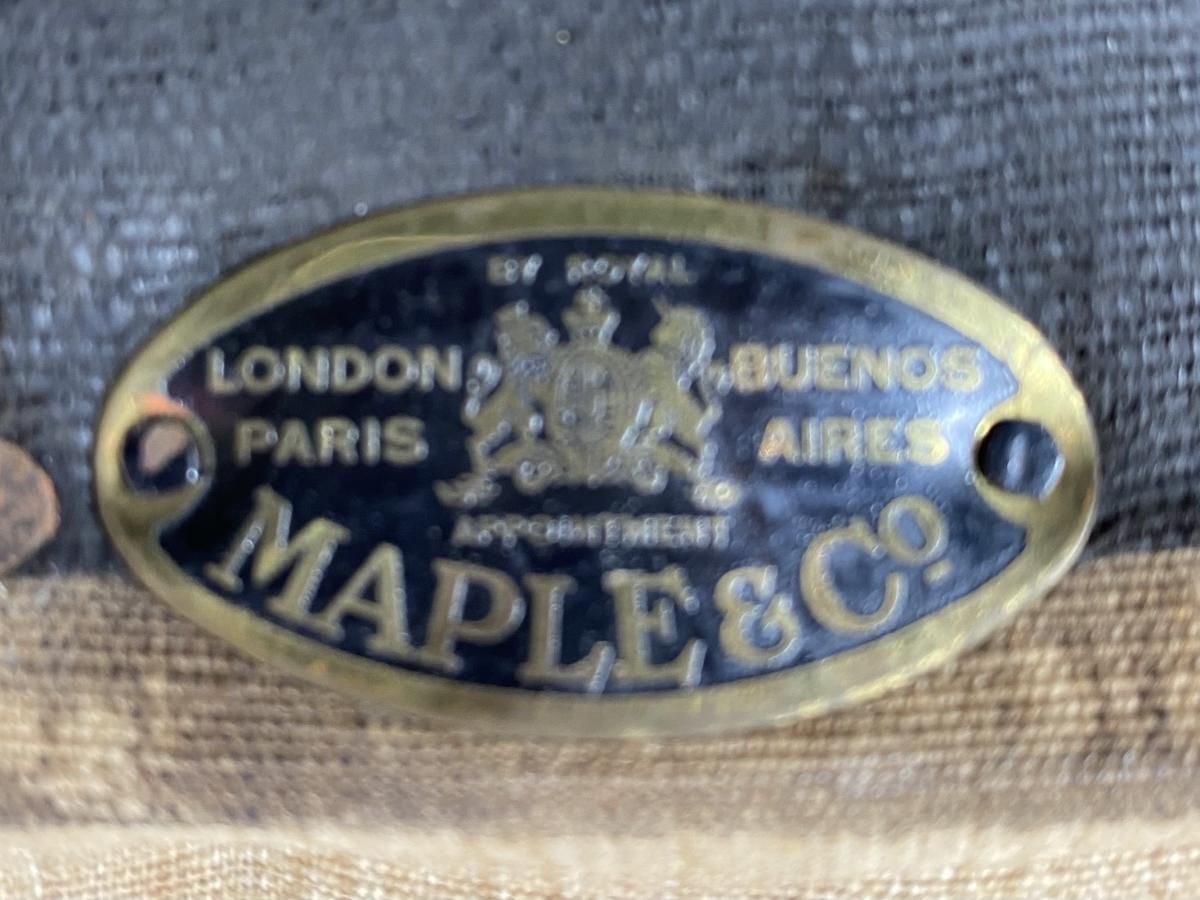 BY ROYAL
LONDON
PARIS
BUENOS
AIRES
APPOINTMENT
MAPLE & Co